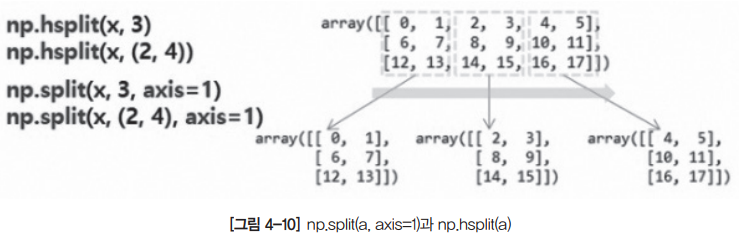 np.hsplit(x, 3)
np.hsplit(x, (2, 4))
np.split(x, 3, axis=1)
np.split(x, (2, 4), axis=1)
array([[ 0, 1, 2, 3, 4, 5],
[ 6, 7, 8, 9, 10, 11],
[12, 13, 14, 15, 16, 17]])
array([[ 0, 1],
[ 6, 7],
[12, 13]])
array([[ 2, 3],
[ 8, 9],
[14, 15]])
array([[ 4, 5],
[10, 11],
[16, 17]])
[그림 4-10] np.split(a, axis=1)과 np.hsplit(a)